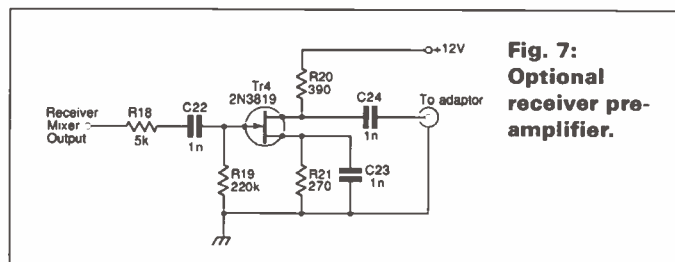 +12V
Fig. 7:
Optional
receiver pre-
amplifier.
R20
390
Tr4
2N3819
C24
1n
To adaptor
Receiver
Mixer
Output
R18
5k
C22
1n
R19
220k
R21
270
C23
1n